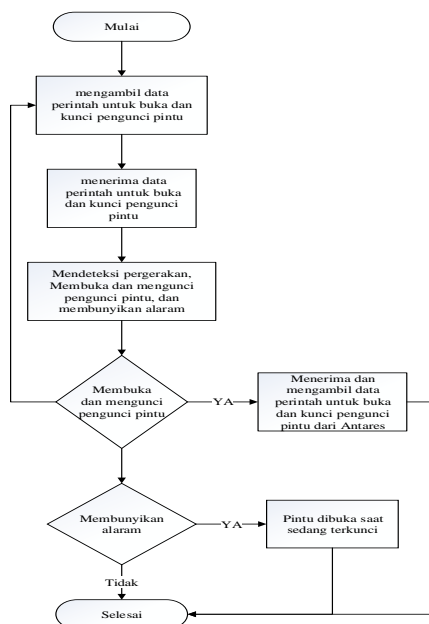 Mulai
mengambil data
perintah untuk buka dan
kunci pengunci pintu
menerima data
perintah untuk buka
dan kunci pengunci
pintu
Mendeteksi pergerakan,
Membuka dan mengunci
pengunci pintu, dan
membunyikan alaram
Membuka
dan mengunci
pengunci pintu
YA
Menerima dan
mengambil data
perintah untuk buka
dan kunci pengunci
pintu dari Antares
Membunyikan
alaram
YA
Pintu dibuka saat
sedang terkunci
Tidak
Selesai